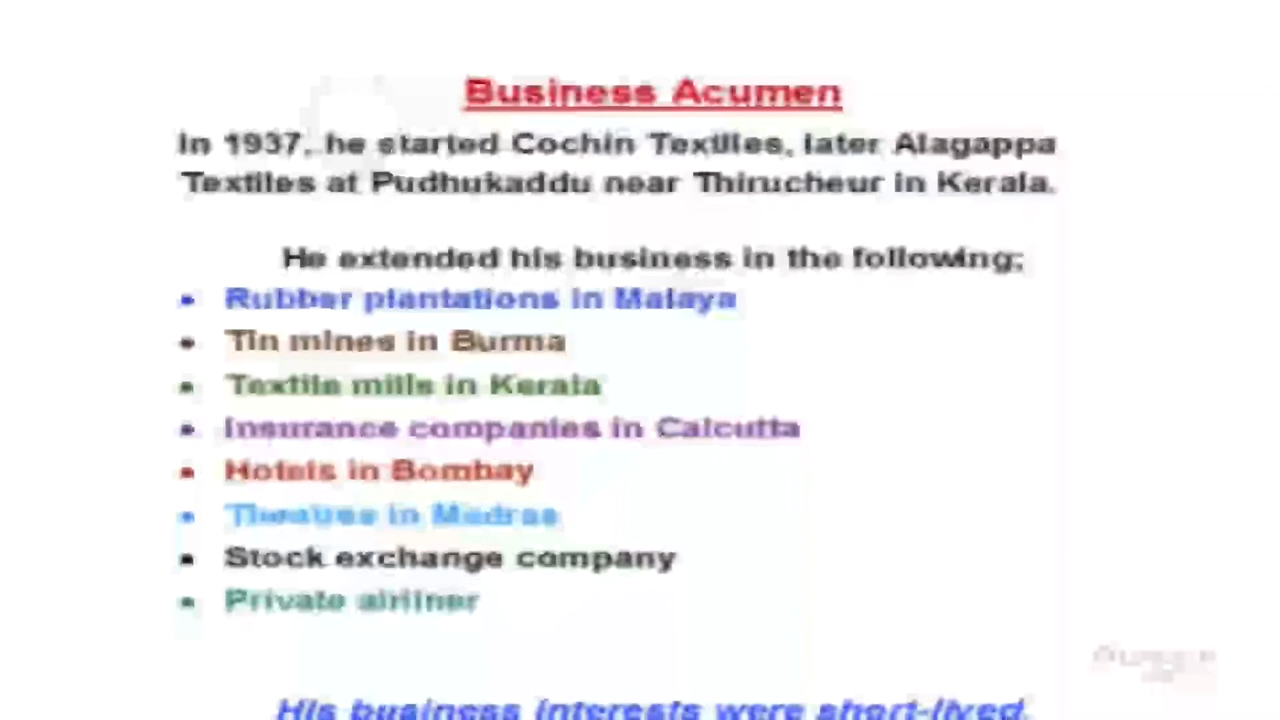 Business Acumen
In 1937, he started Cochin Textiles, later Alagappa
Textiles at Pudhukaddu near Thirucheur in Kerala.
He extended his business in the following;
• Rubber plantations in Malaya
• Tin mines in Burma
• Textile mills in Kerala
• Insurance companies in Calcutta
• Hotels in Bombay
• Theatres in Madras
• Stock exchange company
• Private airliner
His business interests were short-lived.